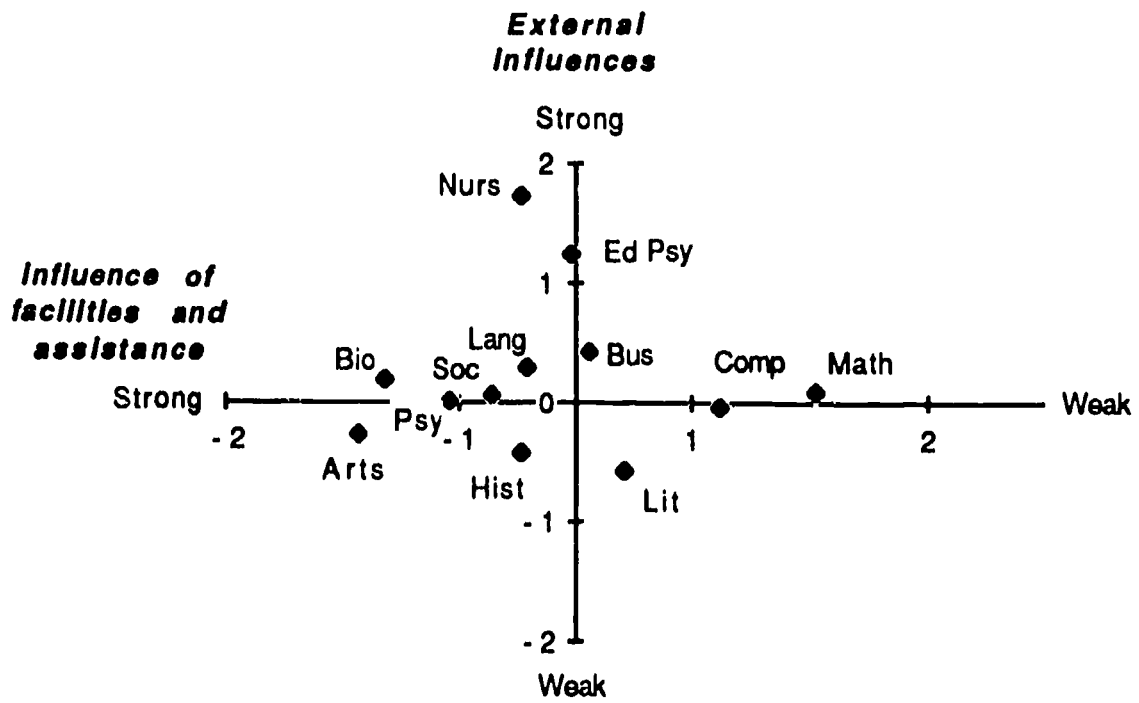 External
Influences
Strong
2
Nurs
Ed Psy
1
Influence of
facilities and
assistance
Lang
Bus
Bio
Soc
Comp Math
Strong
0
Weak
-2
Psy
-1
1
2
Arts
Hist
Lit
-1
-2
Weak